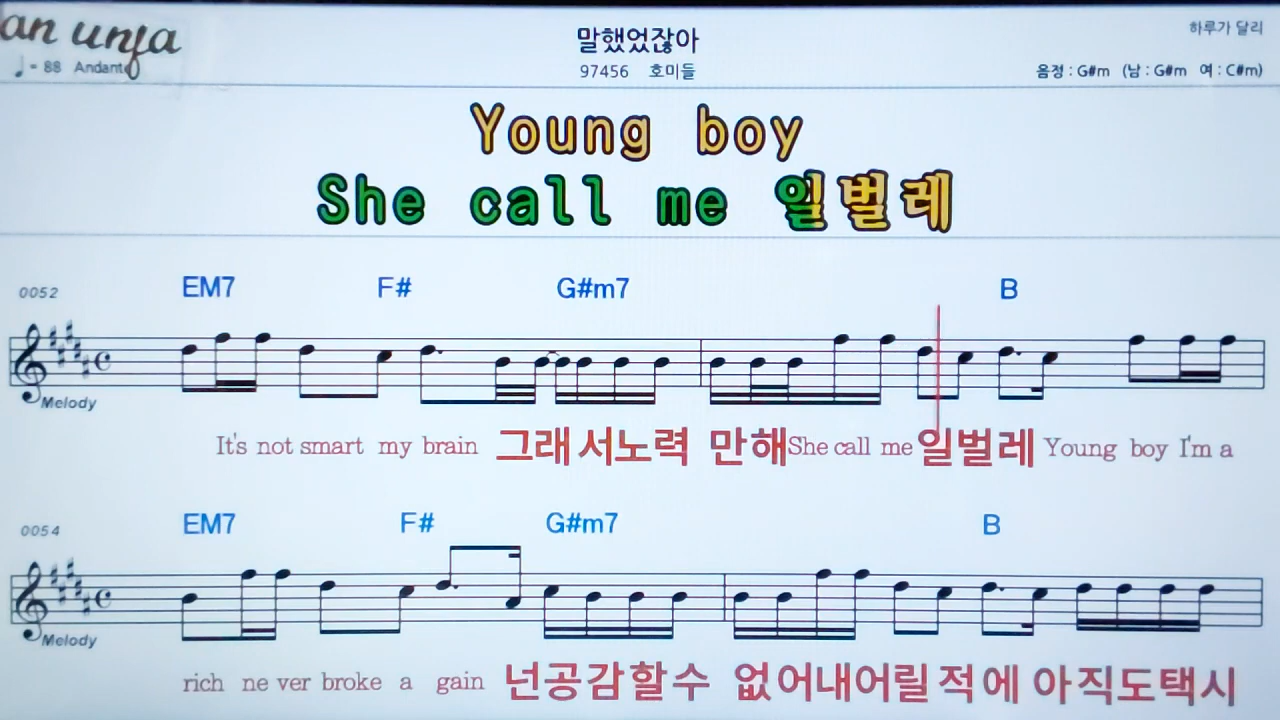 an unja
♩= 88 Andante
말했었잖아
97456 호미들
하루가 달리
음정 : G#m (남 : G#m 여 : C#m)
Young boy
She call me 일벌레
0052 EM7 F# G#m7 B
Melody
It's not smart my brain 그래서노력 만해She call me 일벌레 Young boy I'm a
0054 EM7 F# G#m7 B
Melody
rich ne ver broke a gain 넌공감할수 없어내어릴적에 아직도택시